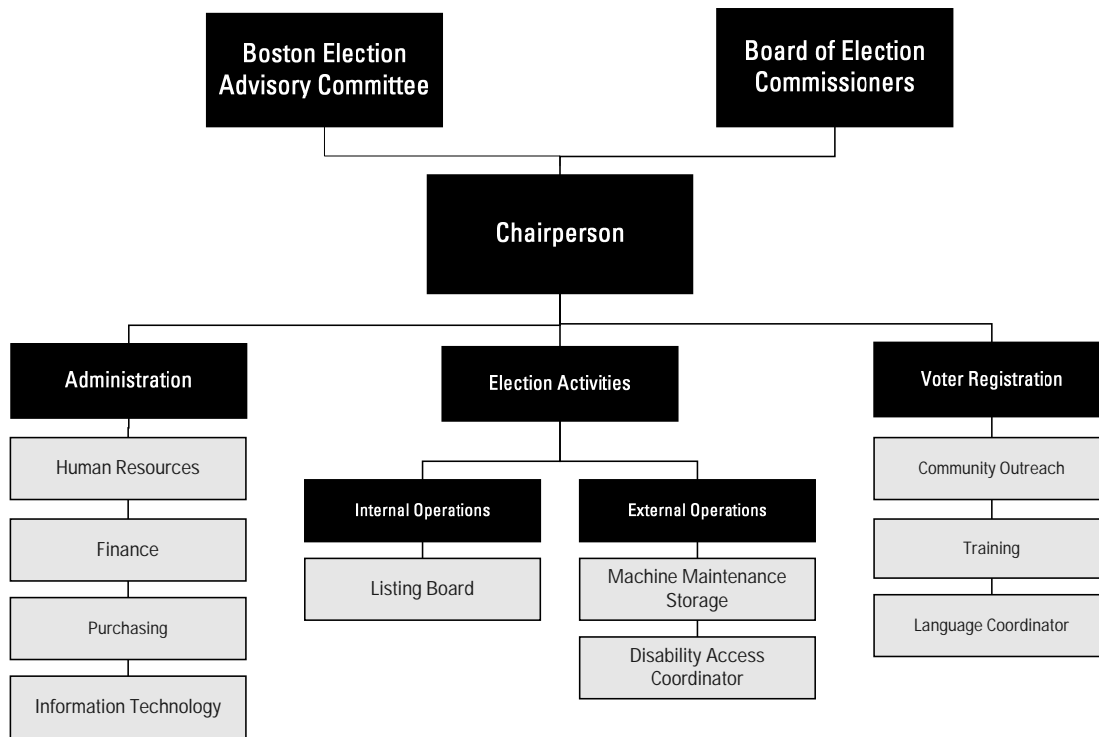 Boston Election
Advisory Committee
Board of Election
Commissioners
Chairperson
Administration
Election Activities
Voter Registration
Human Resources
Finance
Purchasing
Information Technology
Internal Operations
Listing Board
External Operations
Machine Maintenance
Storage
Disability Access
Coordinator
Community Outreach
Training
Language Coordinator